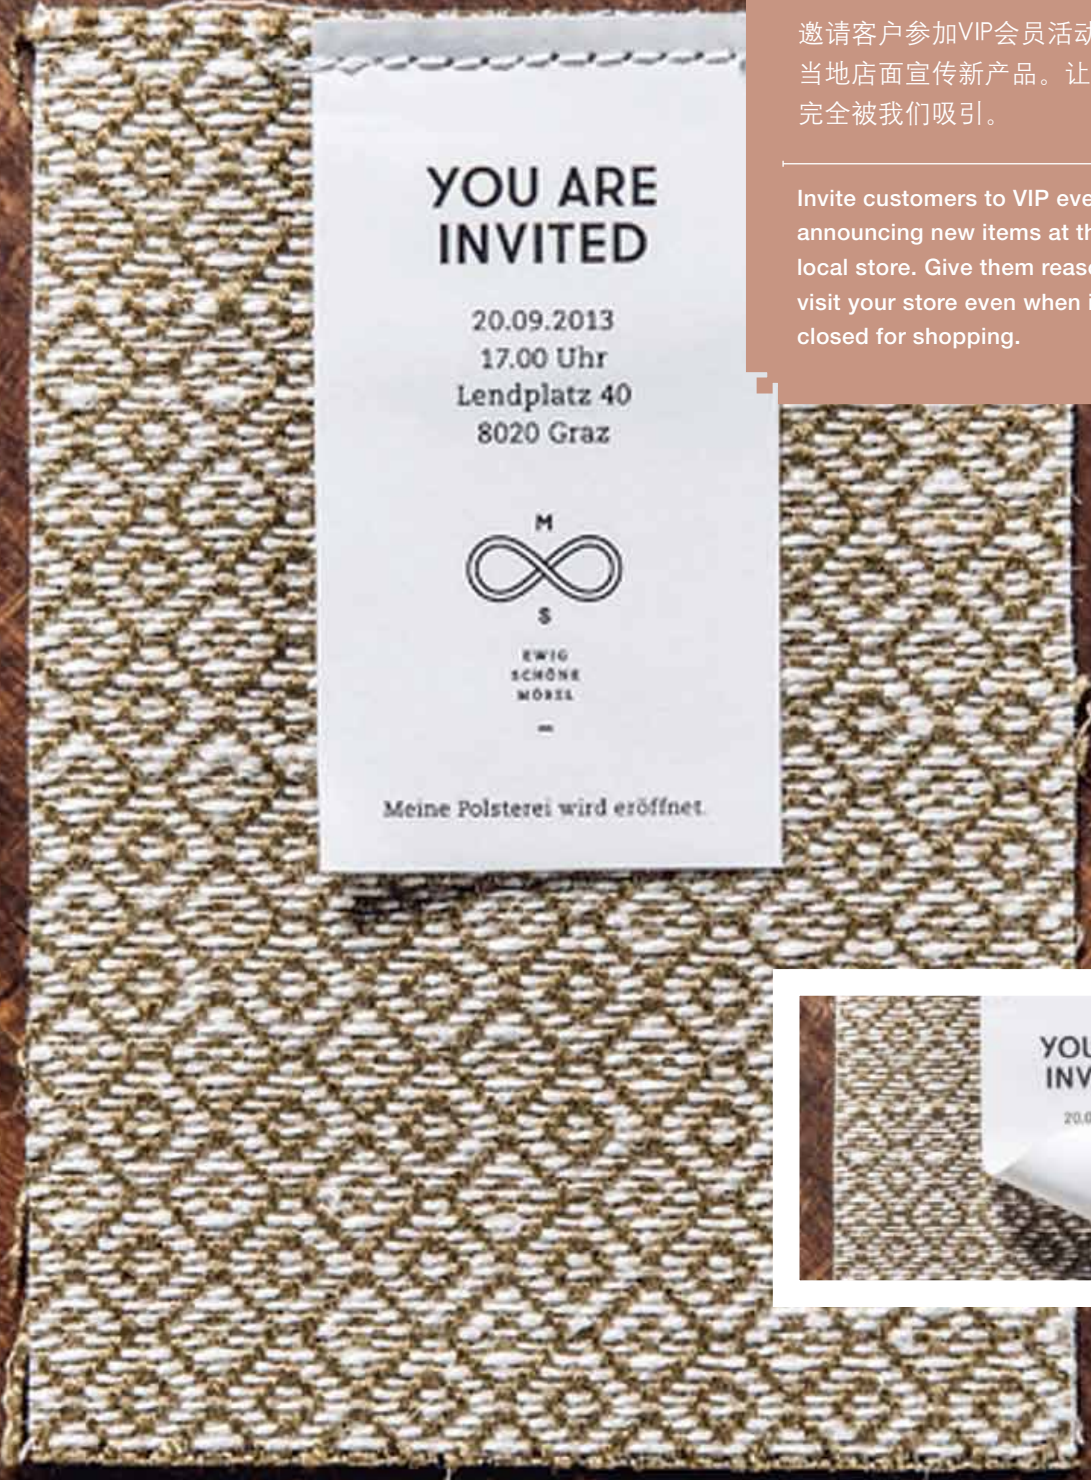 邀请客户参加VIP会员活动
当地店面宣传新产品。让
完全被我们吸引。
Invite customers to VIP eve
announcing new items at th
local store. Give them reas
visit your store even when i
closed for shopping.
YOU ARE
INVITED
20.09.2013
17.00 Uhr
Lendplatz 40
8020 Graz
M
S
EWIG
SCHÖNE
MÖBEL
Meine Polsterei wird eröffnet.
YOU
INV
20.0